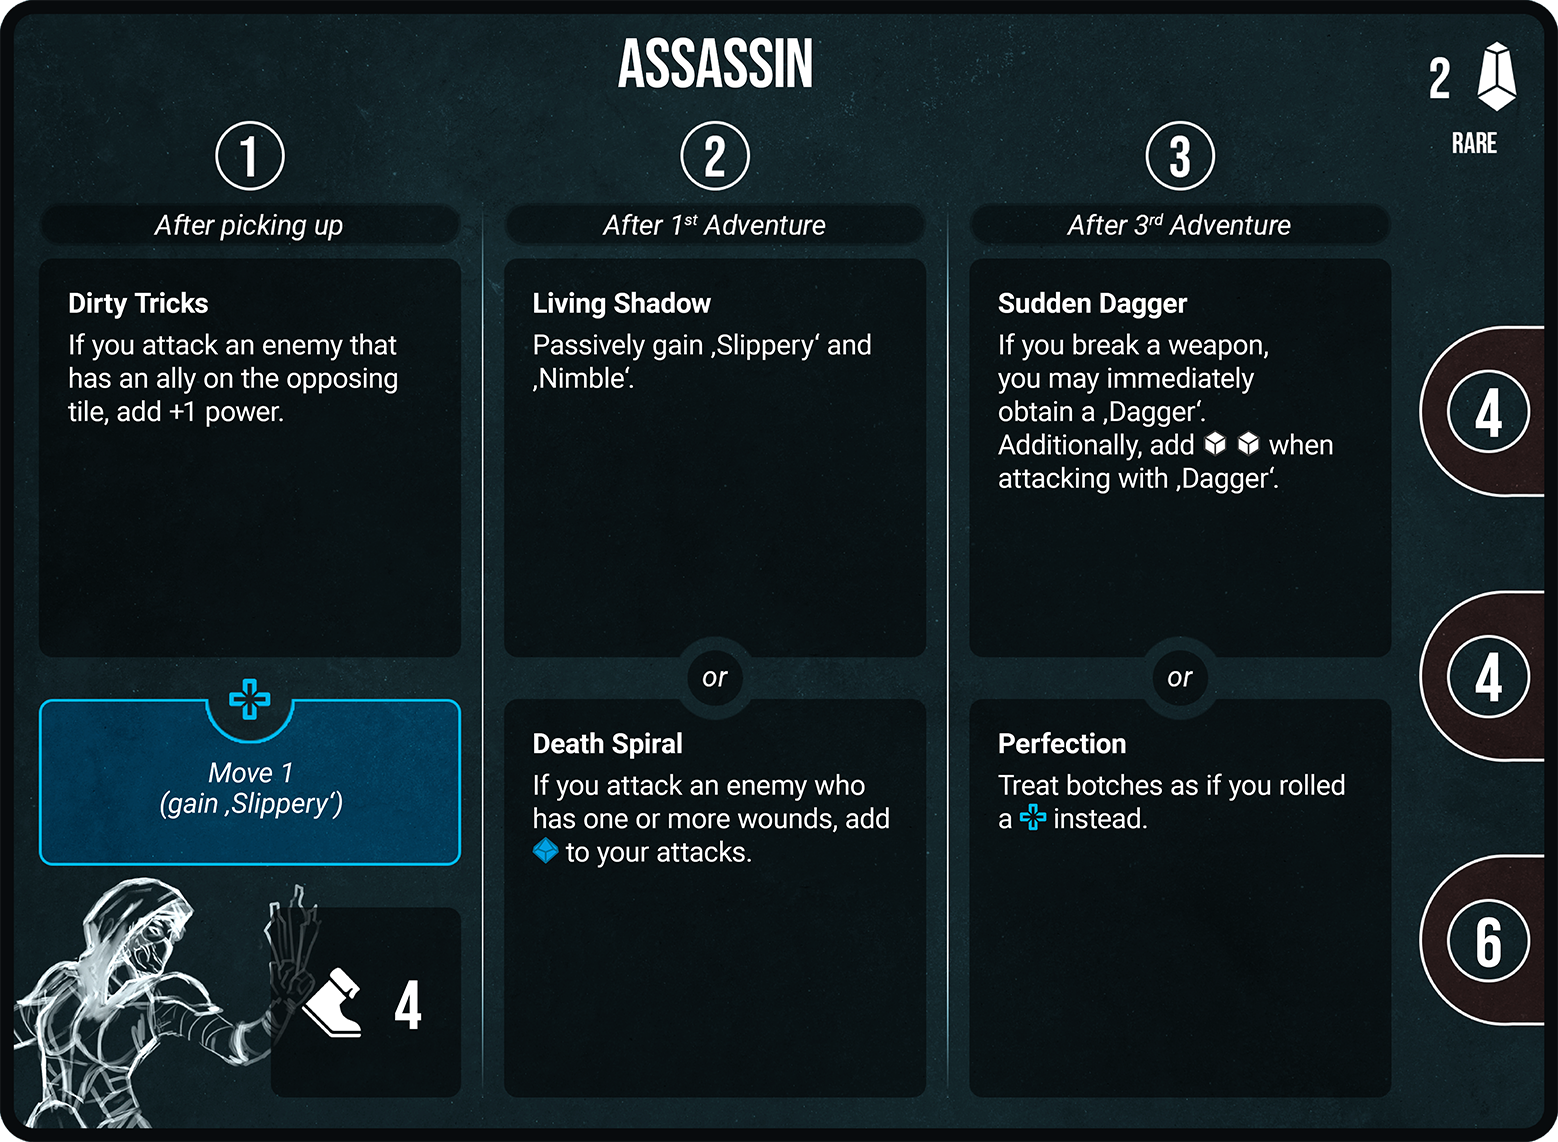 ASSASSIN
2
RARE
1
After picking up
Dirty Tricks
If you attack an enemy that
has an ally on the opposing
tile, add +1 power.
Move 1
(gain ‚Slippery‘)
4
2
After 1st Adventure
Living Shadow
Passively gain ‚Slippery‘ and
‚Nimble‘.
or
Death Spiral
If you attack an enemy who
has one or more wounds, add
to your attacks.
3
After 3rd Adventure
Sudden Dagger
If you break a weapon,
you may immediately
obtain a ‚Dagger‘.
Additionally, add when
attacking with ‚Dagger‘.
or
Perfection
Treat botches as if you rolled
a instead.
4
4
6